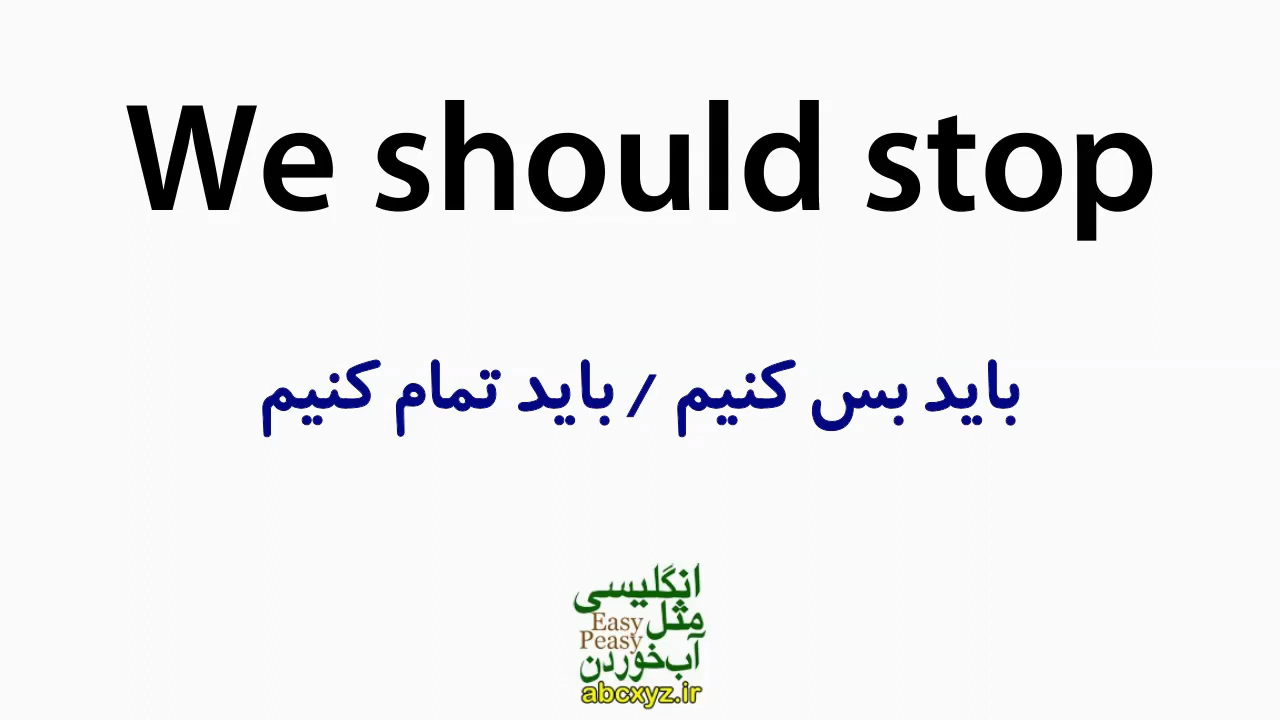 We should stop
باید بس کنیم / باید تمام کنیم
انگلیسی
مثل
Easy
Peasy
آب‌خوردن
abcxyz.ir